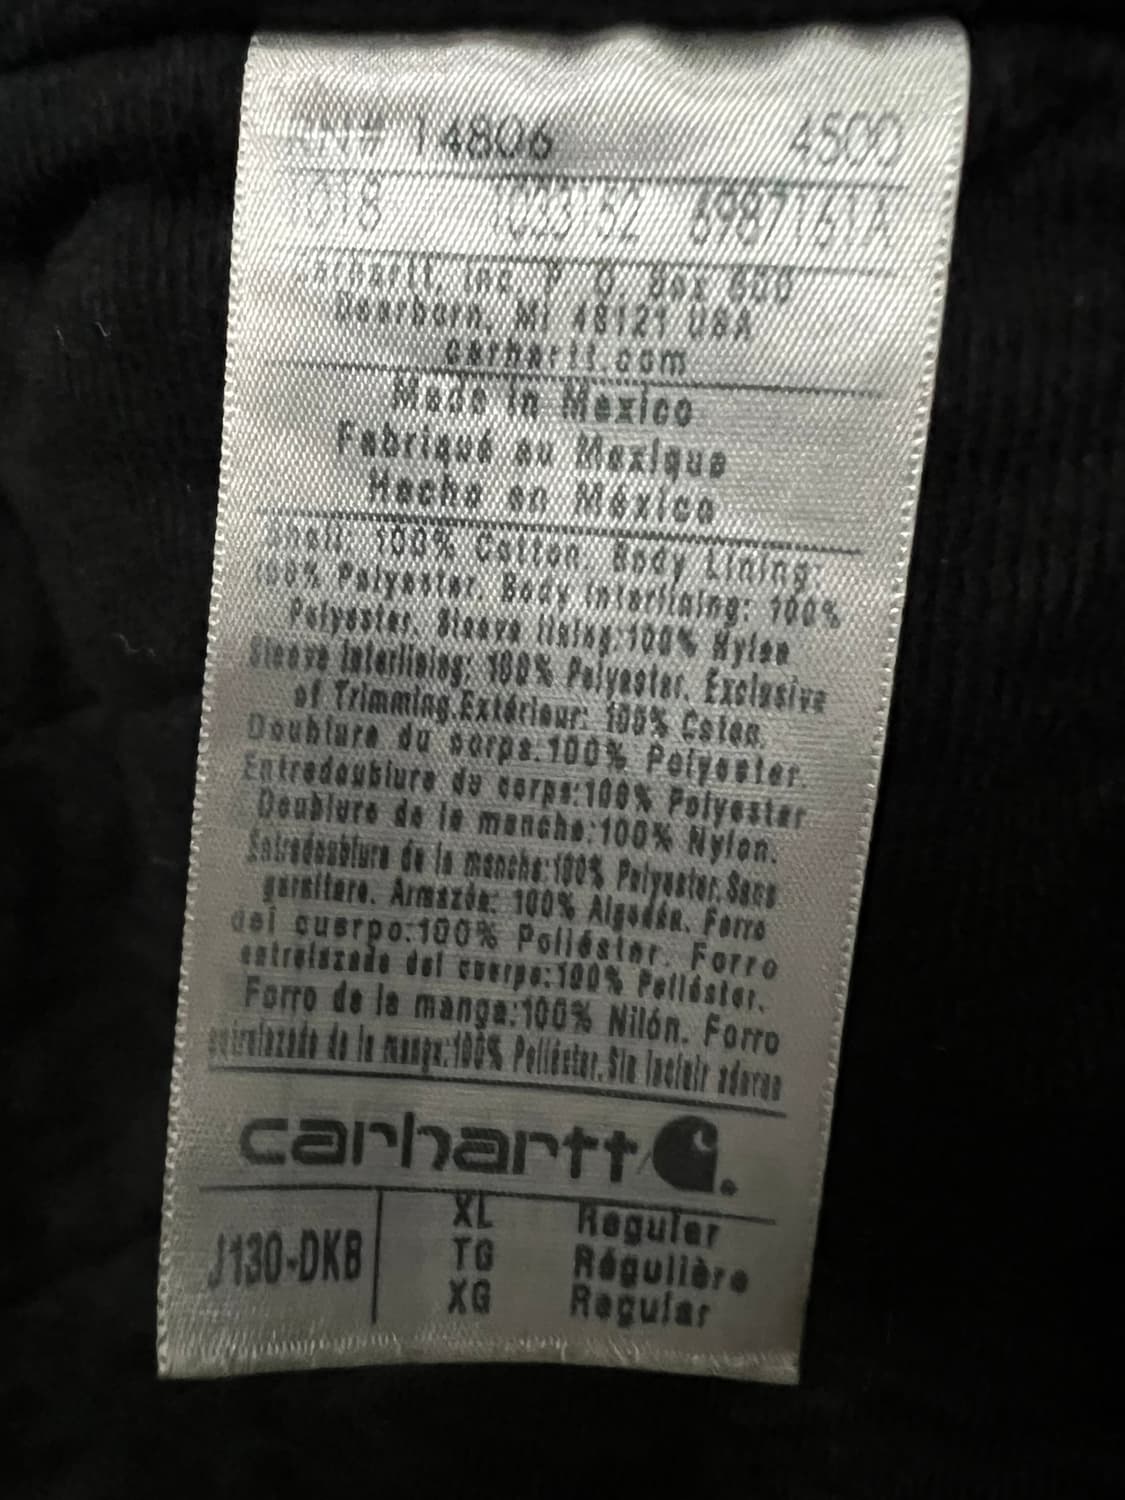 RN# 14806 4500
1018 1033152 6987161A
Carhartt, Inc. P. O. Box 600
Dearborn, MI 48121 USA
carhartt.com
Made in Mexico
Fabriqué au Mexique
Hecho en México
Shell: 100% Cotton. Body Lining:
100% Polyester. Body Interlining: 100%
Polyester. Sleeve lining:100% Nylon
Sleeve Interlining: 100% Polyester. Exclusive
of Trimming.Extérieur: 100% Coton.
Doublure du corps:100% Polyester.
Entredoublure du corps:100% Polyester
Doublure de la manche:100% Nylon.
Entredoublure de la manche:100% Polyester.Sans
garniture. Armazón: 100% Algodón. Forro
del cuerpo:100% Poliéster. Forro
entrelazado del cuerpo:100% Poliéster.
Forro de la manga:100% Nilón. Forro
entrelazado de la manga:100% Poliéster.Sin incluir adorno
carhartt
J130-DKB
XL Regular
TG Régulière
XG Regular